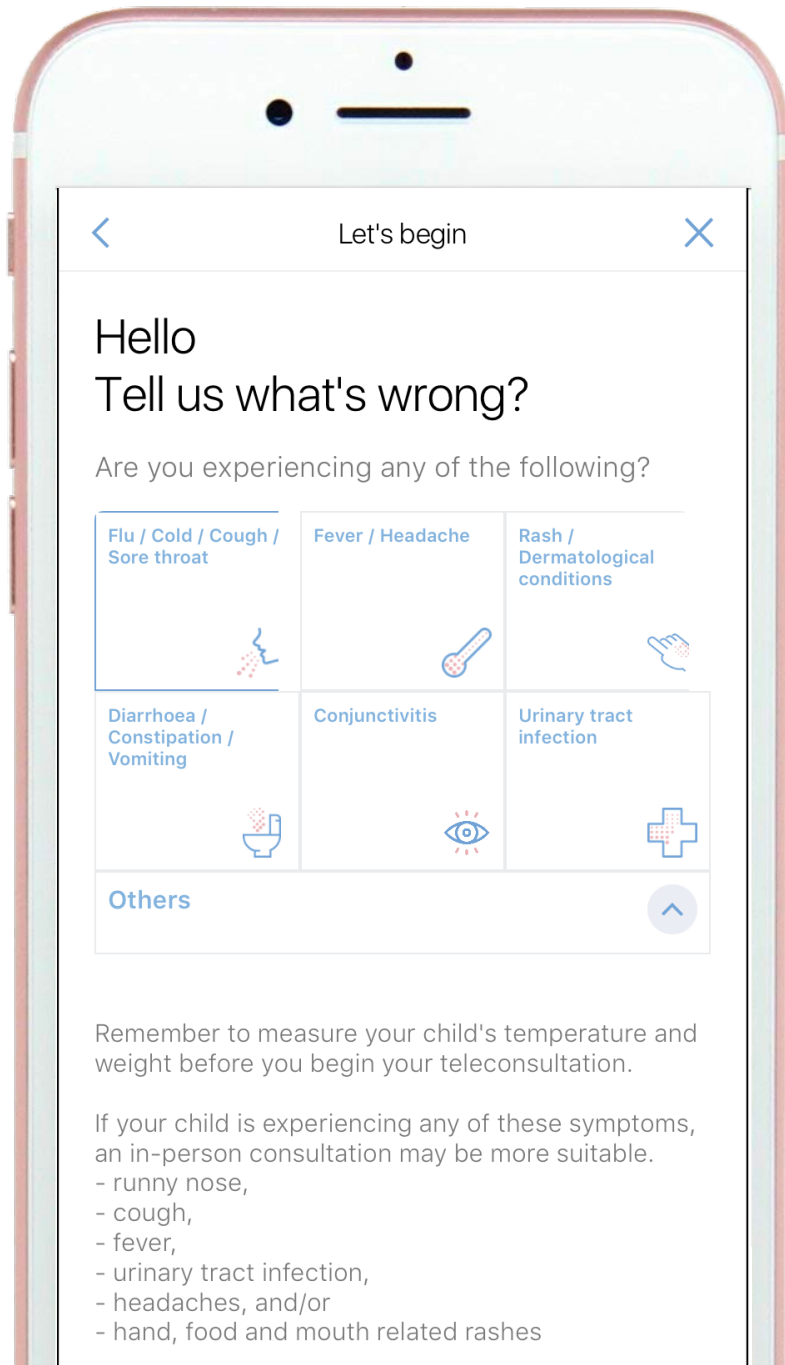 Let's begin
Hello
Tell us what's wrong?
Are you experiencing any of the following?
Flu / Cold / Cough /
Sore throat
Fever / Headache
Rash /
Dermatological
conditions
Diarrhoea /
Constipation /
Vomiting
Conjunctivitis
Urinary tract
infection
Others
Remember to measure your child's temperature and
weight before you begin your teleconsultation.
If your child is experiencing any of these symptoms,
an in-person consultation may be more suitable.
- runny nose,
- cough,
- fever,
- urinary tract infection,
- headaches, and/or
- hand, food and mouth related rashes